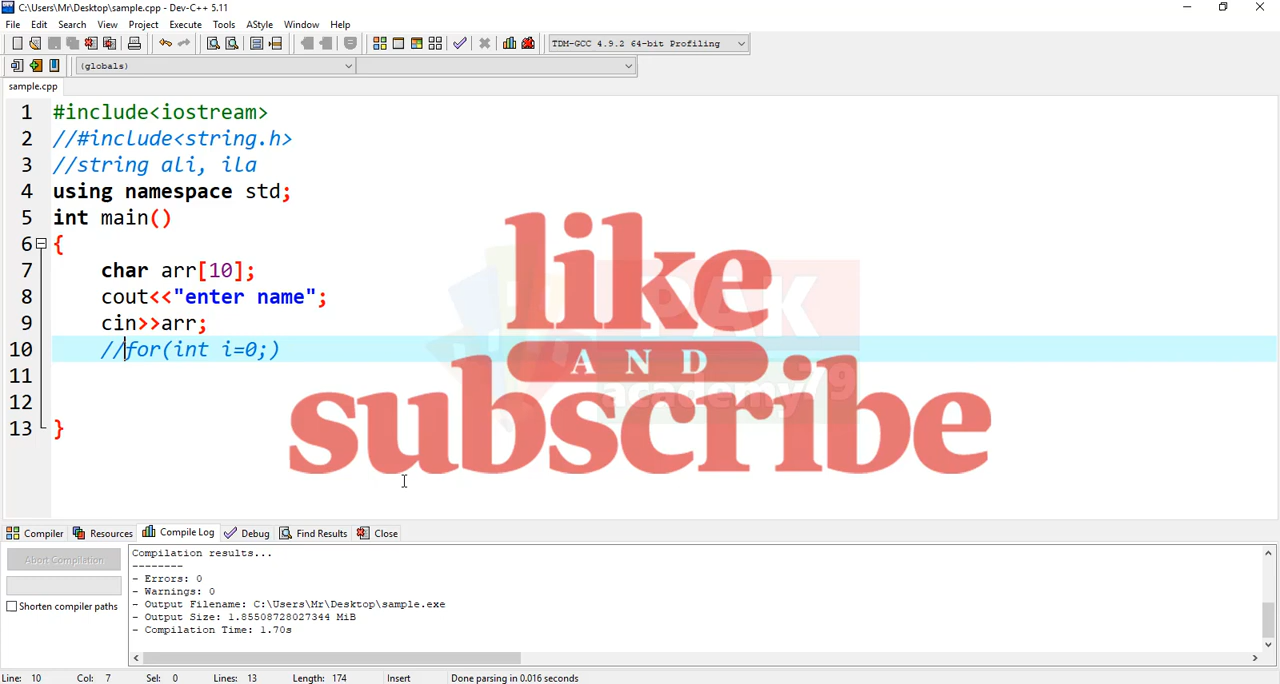 C:\Users\Mr\Desktop\sample.cpp - Dev-C++ 5.11
File Edit Search View Project Execute Tools AStyle Window Help
TDM-GCC 4.9.2 64-bit Profiling
(globals)
sample.cpp
1 #include<iostream>
2 //#include<string.h>
3 //string ali, ila
4 using namespace std;
5 int main()
6 {
7 char arr[10];
8 cout<<"enter name";
9 cin>>arr;
10 //for(int i=0;)
11
12
13 }
like
AND
subscribe
PAK
academy79
Compiler Resources Compile Log Debug Find Results Close
Abort Compilation
Shorten compiler paths
Compilation results...
--------
- Errors: 0
- Warnings: 0
- Output Filename: C:\Users\Mr\Desktop\sample.exe
- Output Size: 1.85508728027344 MiB
- Compilation Time: 1.70s
Line: 10 Col: 7 Sel: 0 Lines: 13 Length: 174 Insert Done parsing in 0.016 seconds